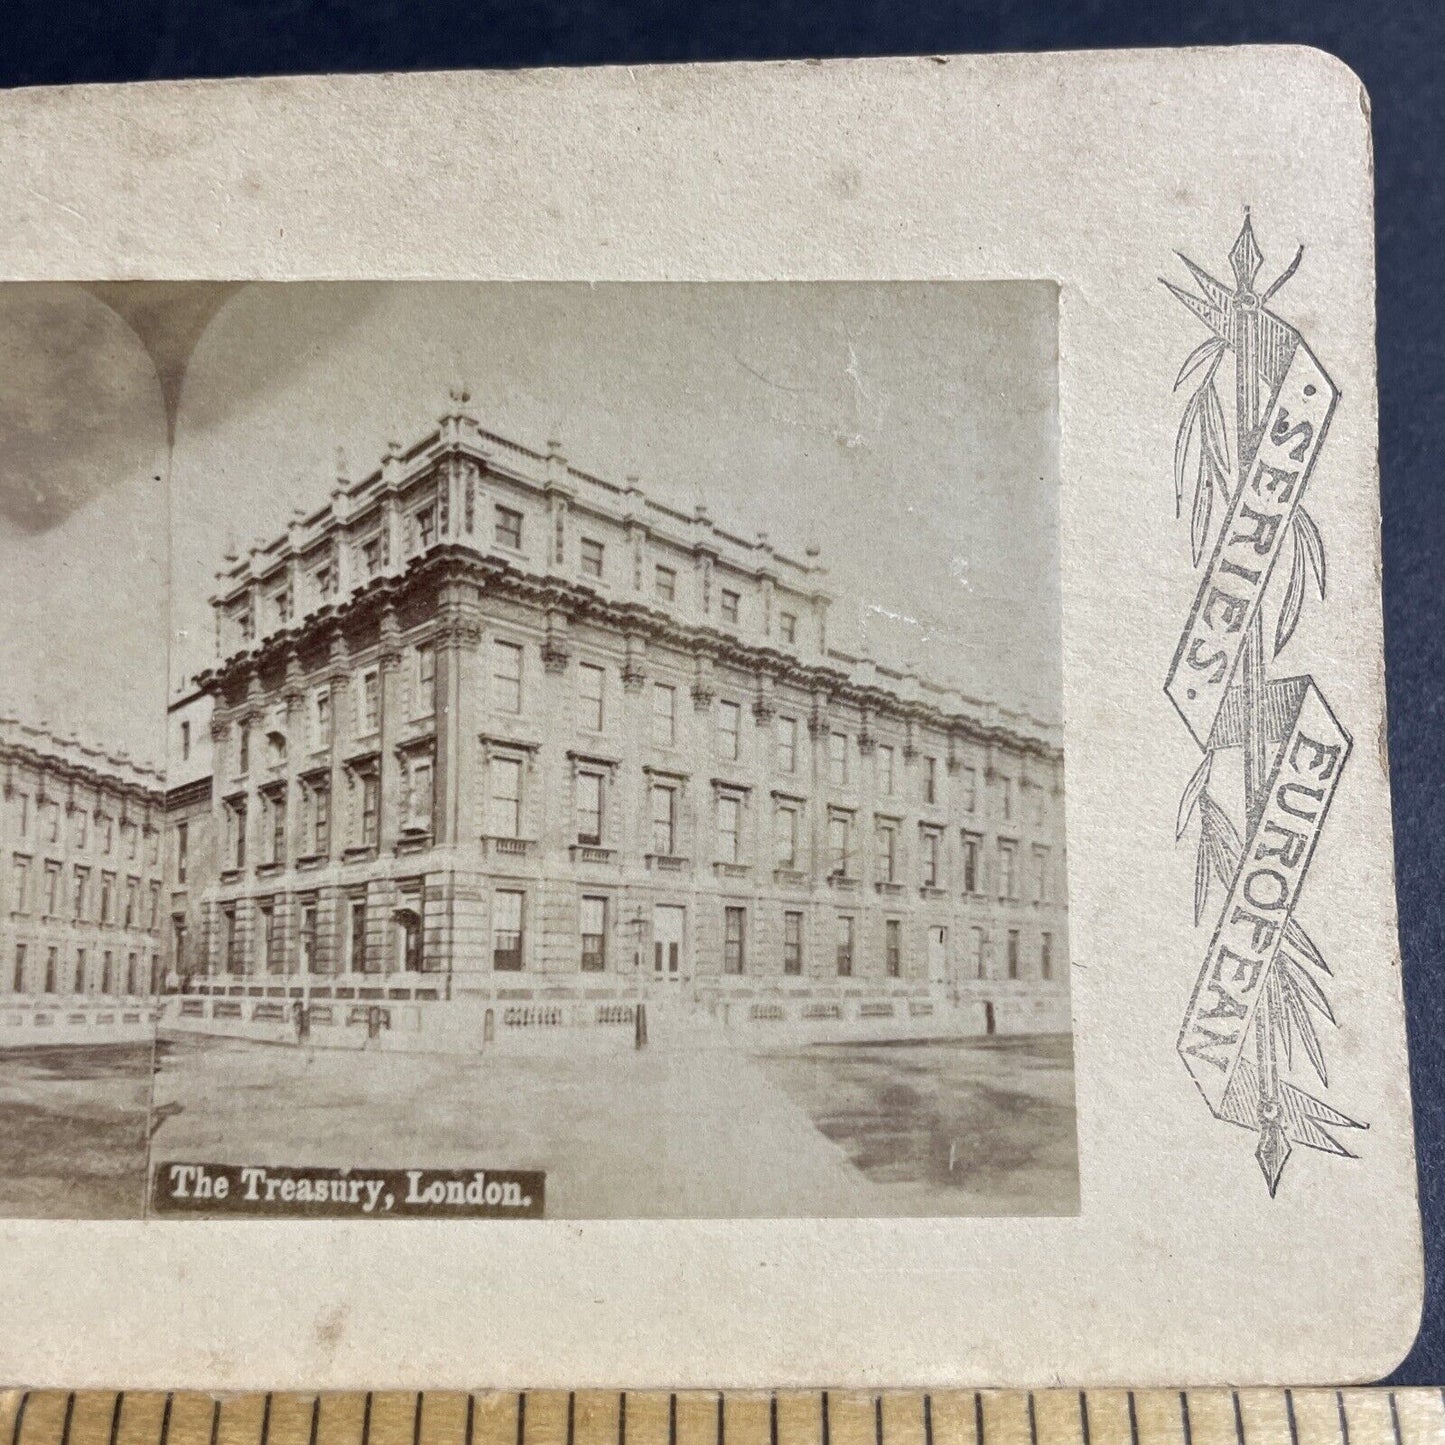 The Treasury, London.
EUROPEAN
SERIES.